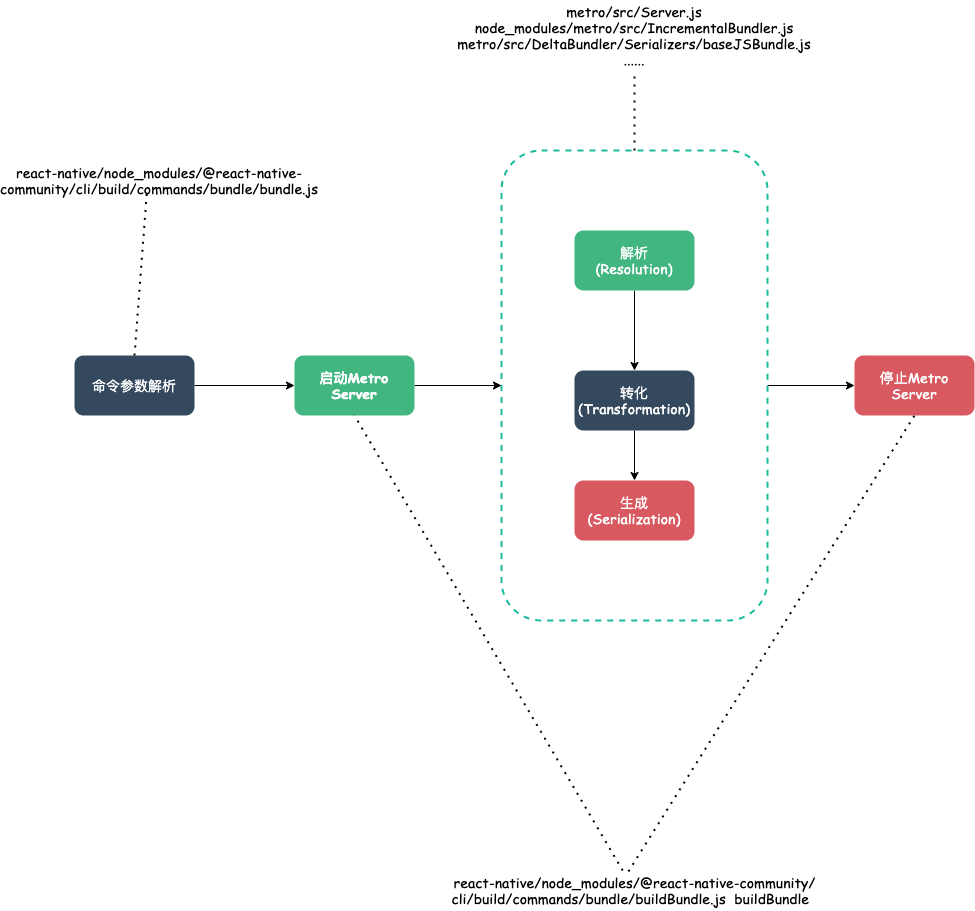 metro/src/Server.js
node_modules/metro/src/IncrementalBundler.js
metro/src/DeltaBundler/Serializers/baseJSBundle.js
......
react-native/node_modules/@react-native-
community/cli/build/commands/bundle/bundle.js
解析
(Resolution)
命令参数解析
启动Metro
Server
转化
(Transformation)
停止Metro
Server
生成
(Serialization)
react-native/node_modules/@react-native-community/
cli/build/commands/bundle/buildBundle.js buildBundle